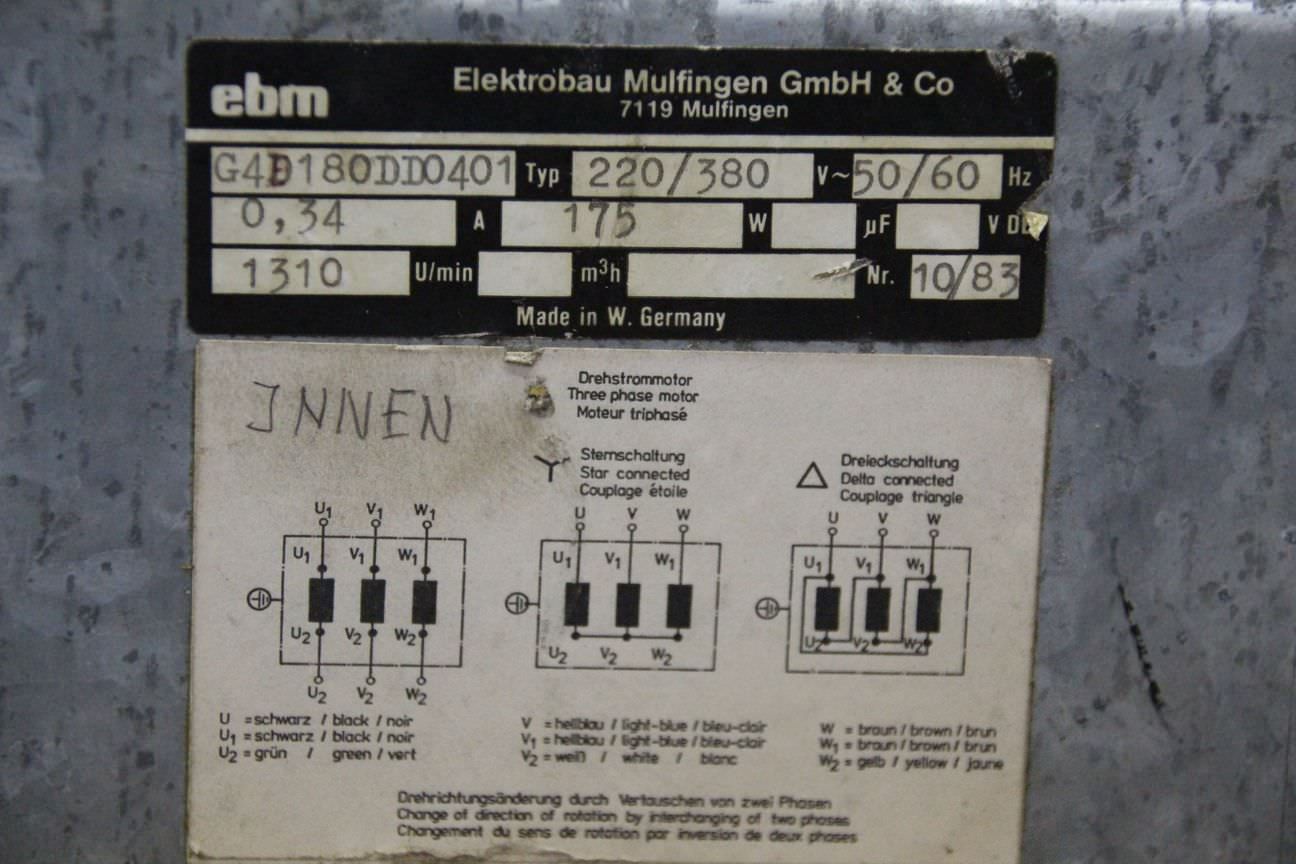 ebm
Elektrobau Mulfingen GmbH & Co
7119 Mulfingen
G4D180DD0401 Typ 220/380 V~ 50/60 Hz
0,34 A 175 W µF V DB
1310 U/min m³h Nr. 10/83
Made in W. Germany
INNEN
Drehstrommotor
Three phase motor
Moteur triphasé
Sternschaltung
Star connected
Couplage étoile
Dreieckschaltung
Delta connected
Couplage triangle
U1 V1 W1
U V W
U V W
U1 V1 W1
U1 V1 W1
U1 V1 W1
U2 V2 W2
U2 V2 W2
U2 V2 W2
U2 V2 W2
U = schwarz / black / noir
U1 = schwarz / black / noir
U2 = grün / green / vert
V = hellblau / light-blue / bleu-clair
V1 = hellblau / light-blue / bleu-clair
V2 = weiß / white / blanc
W = braun / brown / brun
W1 = braun / brown / brun
W2 = gelb / yellow / jaune
Drehrichtungsänderung durch Vertauschen von zwei Phasen
Change of direction of rotation by interchanging of two phases
Changement du sens de rotation par inversion de deux phases